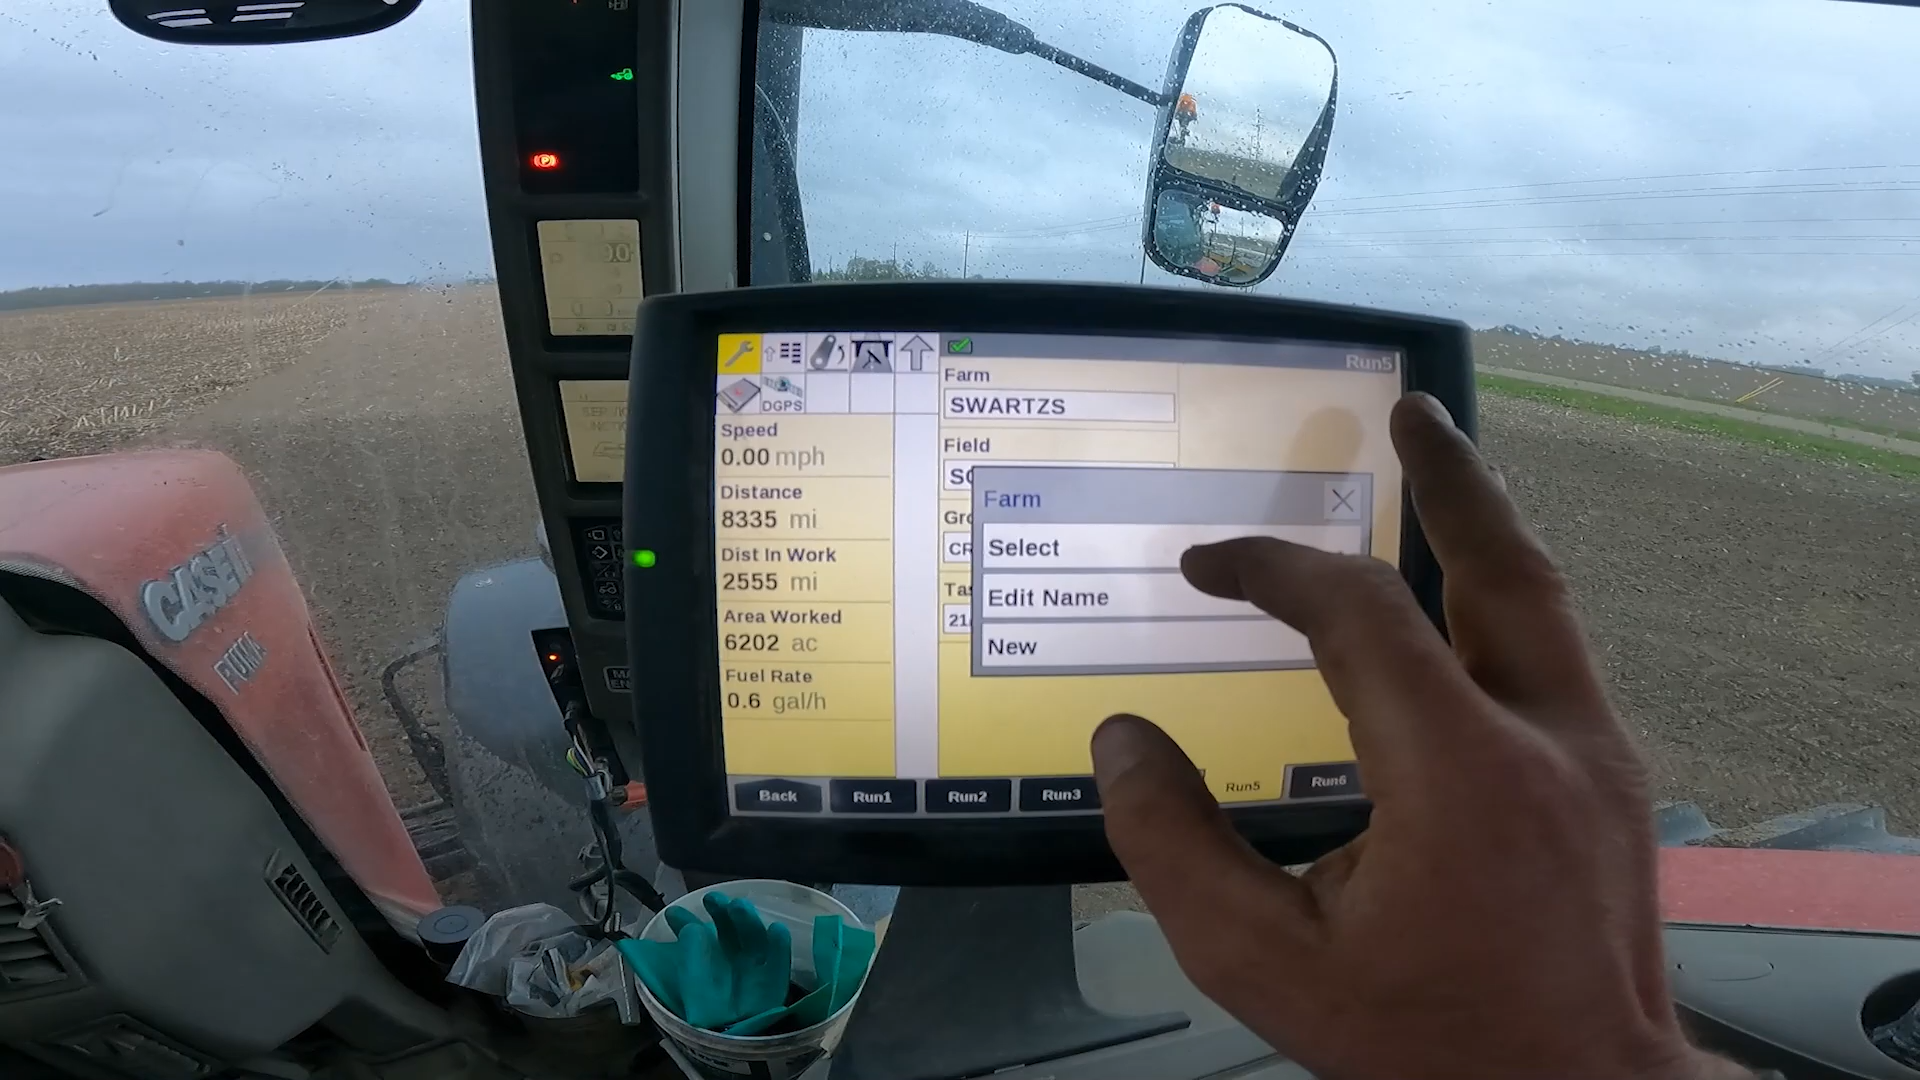 Run5
Farm
SWARTZS
DGPS
Speed
0.00 mph
Field
Distance
8335 mi
Farm
Select
Dist In Work
2555 mi
Edit Name
Area Worked
6202 ac
New
Fuel Rate
0.6 gal/h
Back
Run1
Run2
Run3
Run5
Run6
CASE
PUMA